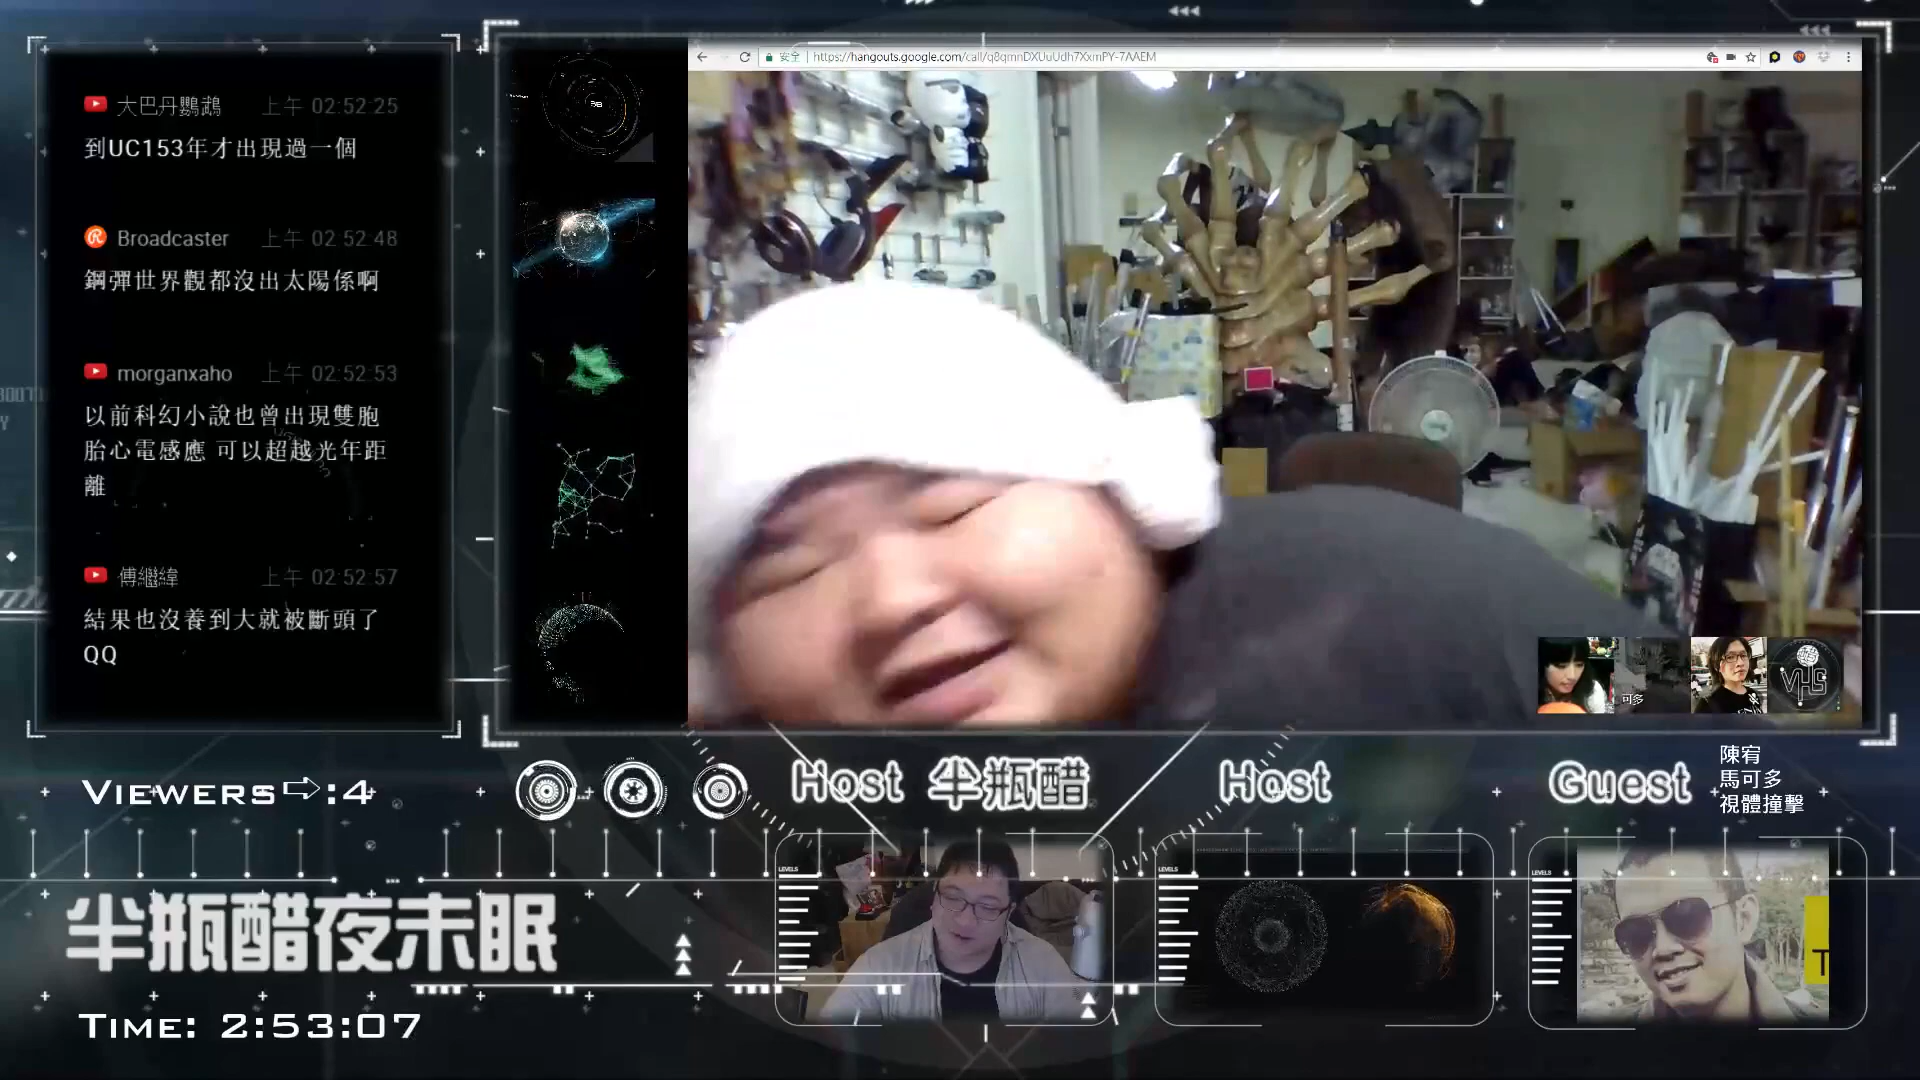 安全 https://hangouts.google.com/call/q8qmnDXUuUdh7XxmPY-7AAEM
大巴丹鸚鵡 上午 02:52:25
到UC153年才出現過一個
Broadcaster 上午 02:52:48
鋼彈世界觀都沒出太陽係啊
morganxaho 上午 02:52:53
以前科幻小說也曾出現雙胞
胎心電感應 可以超越光年距
離
傅繼緯 上午 02:52:57
結果也沒養到大就被斷頭了
QQ
可多
VHS
Viewers⇨:4
Host 半瓶醋
Host
Guest
陳宥
馬可多
視體撞擊
LEVELS
LEVELS
LEVELS
T
半瓶醋夜未眠
Time: 2:53:07